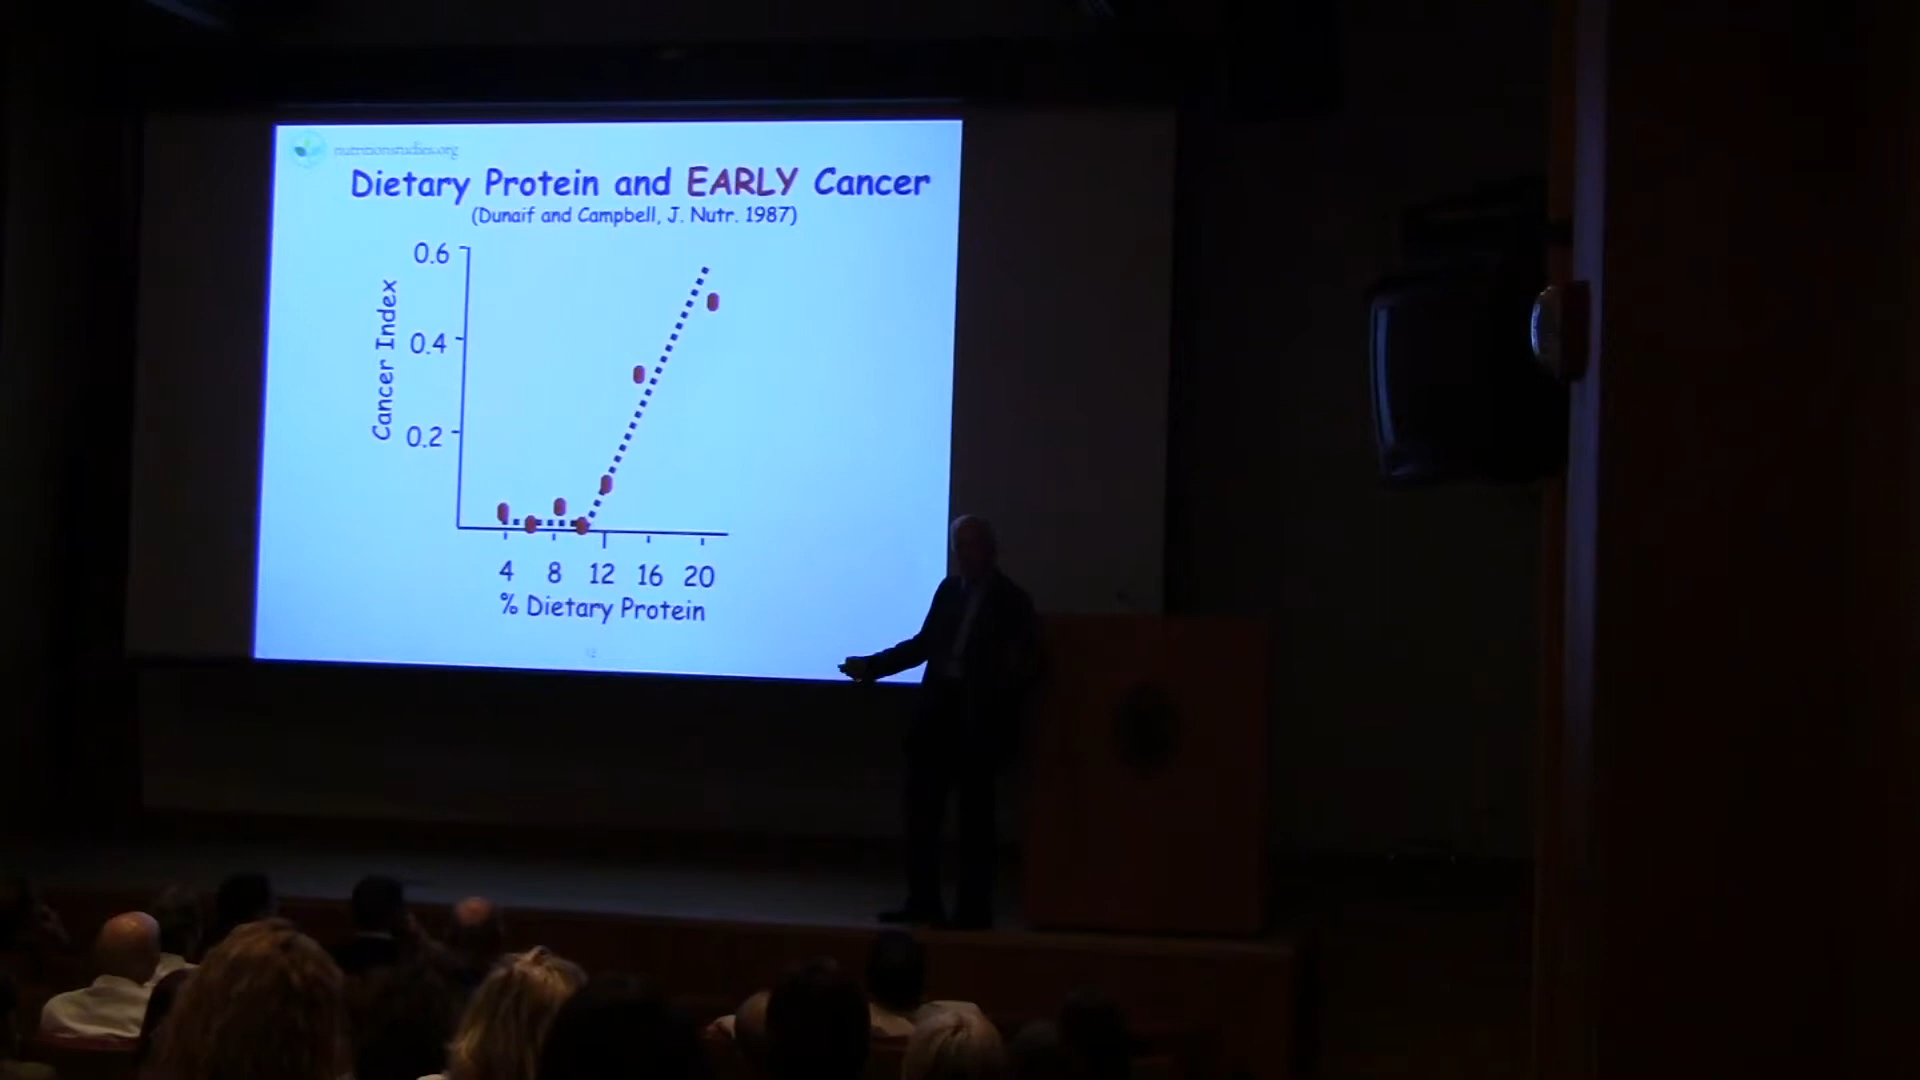 nutritionstudies.org
Dietary Protein and EARLY Cancer
(Dunaif and Campbell, J. Nutr. 1987)
0.6
0.4
0.2
Cancer Index
4 8 12 16 20
% Dietary Protein